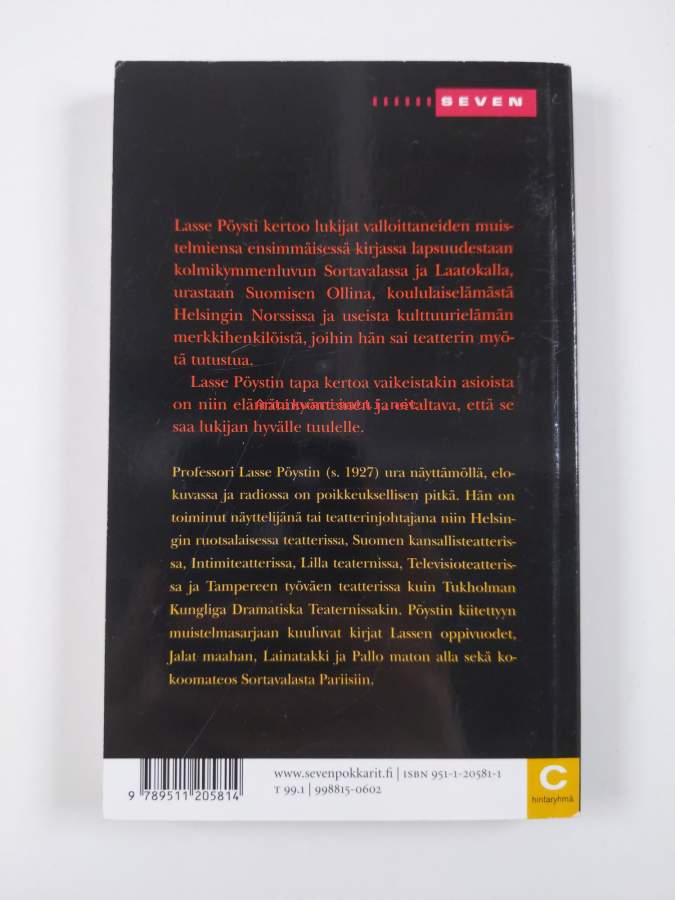 SEVEN
Lasse Pöysti kertoo lukijat valloittaneiden muis-
telmiensa ensimmäisessä kirjassa lapsuudestaan
kolmikymmenluvun Sortavalassa ja Laatokalla,
urastaan Suomisen Ollina, koululaiselämästä
Helsingin Norssissa ja useista kulttuurielämän
merkkihenkilöistä, joihin hän sai teatterin myö-
tä tutustua.
Lasse Pöystin tapa kertoa vaikeistakin asioista
on niin elämänmyönteinen ja oivaltava, että se
saa lukijan hyvälle tuulelle.
Professori Lasse Pöystin (s. 1927) ura näyttämöllä, elo-
kuvassa ja radiossa on poikkeuksellisen pitkä. Hän on
toiminut näyttelijänä tai teatterinjohtajana niin Helsin-
gin ruotsalaisessa teatterissa, Suomen kansallisteatteris-
sa, Intimiteatterissa, Lilla teaternissa, Televisioteatteris-
sa ja Tampereen työväen teatterissa kuin Tukholman
Kungliga Dramatiska Teaternissakin. Pöystin kiitettyyn
muistelmasarjaan kuuluvat kirjat Lassen oppivuodet,
Jalat maahan, Lainatakki ja Pallo maton alla sekä ko-
koomateos Sortavalasta Pariisiin.
www.sevenpokkarit.fi | ISBN 951-1-20581-1
T 99.1 | 998815-0602
9 789511 205814
C
hintaryhmä